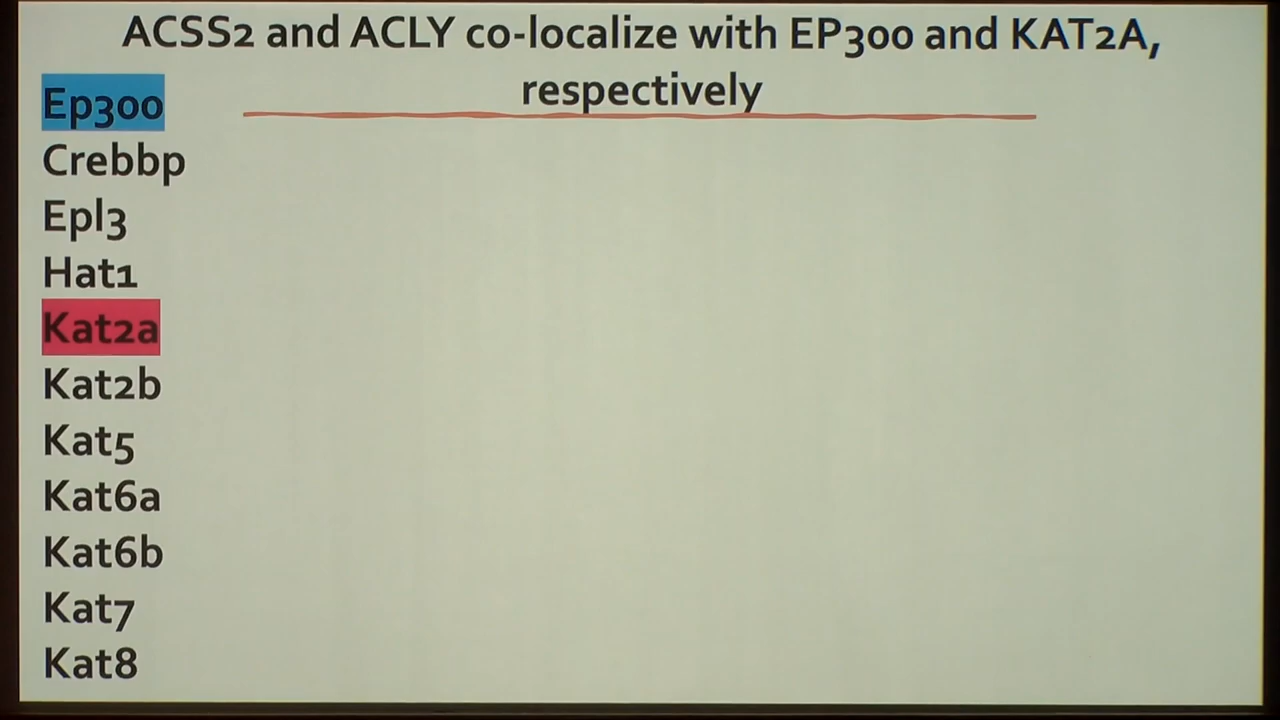 ACSS2 and ACLY co-localize with EP300 and KAT2A,
respectively
Ep300
Crebbp
Epl3
Hat1
Kat2a
Kat2b
Kat5
Kat6a
Kat6b
Kat7
Kat8